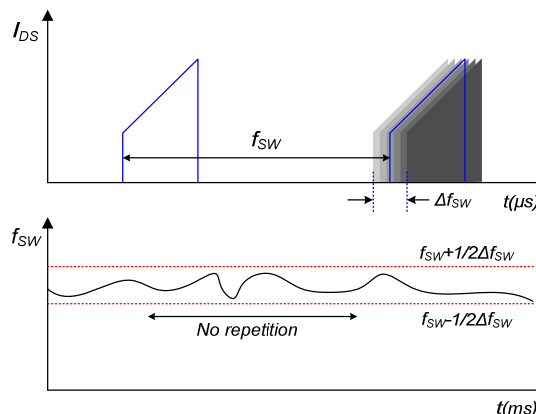 I_DS
f_SW
Δf_SW
t(μs)
f_SW
f_SW+1/2Δf_SW
No repetition
f_SW-1/2Δf_SW
t(ms)